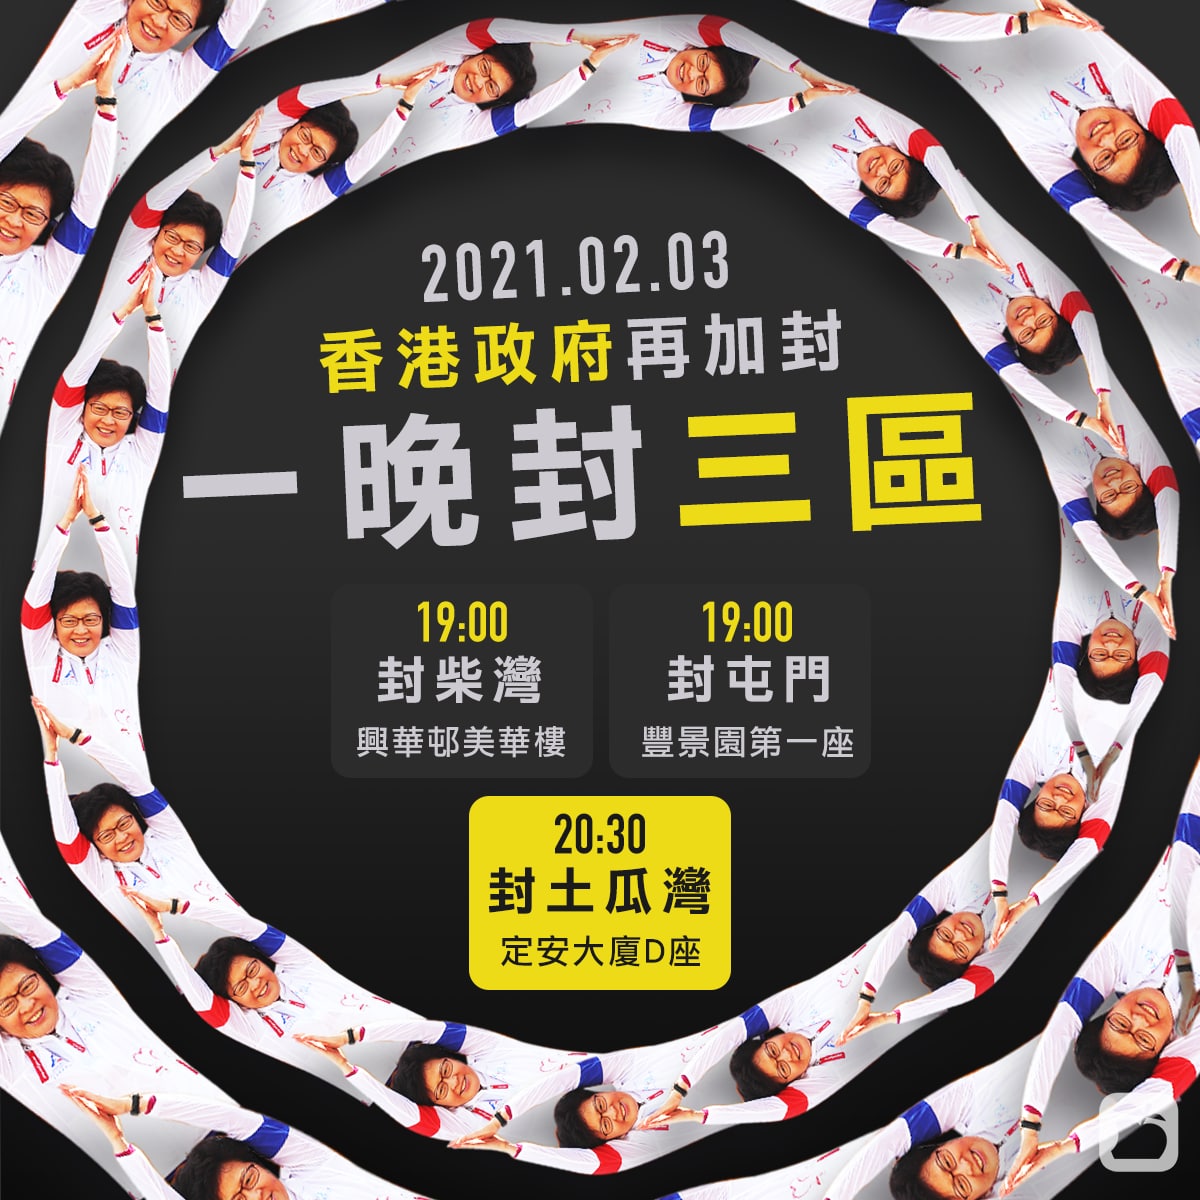 2021.02.03
香港政府再加封
一晚封三區
19:00
封柴灣
興華邨美華樓
19:00
封屯門
豐景園第一座
20:30
封土瓜灣
定安大廈D座